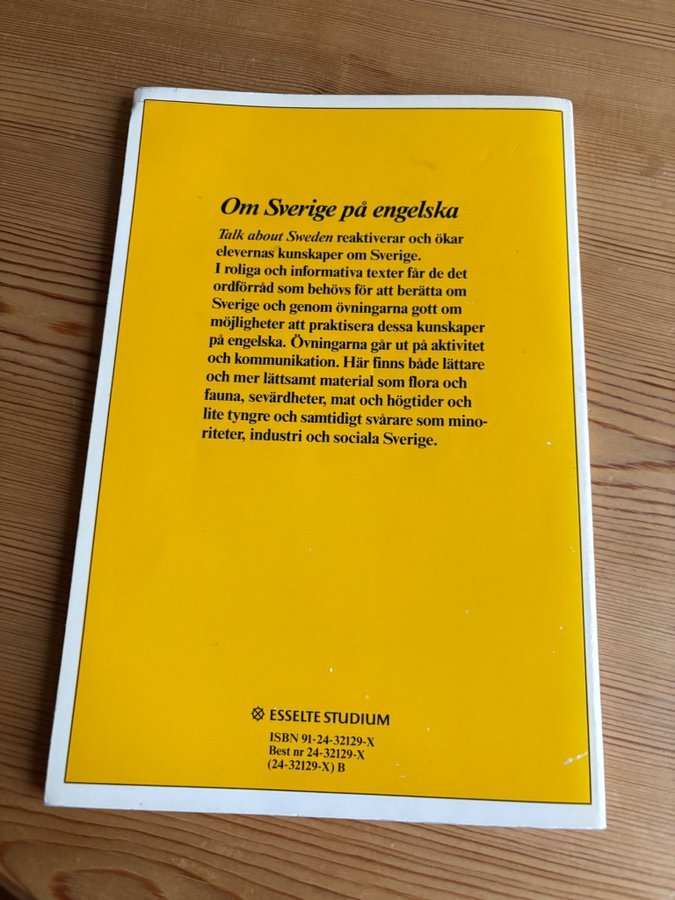 Om Sverige på engelska
Talk about Sweden reaktiverar och ökar
elevernas kunskaper om Sverige.
I roliga och informativa texter får de det
ordförråd som behövs för att berätta om
Sverige och genom övningarna gott om
möjligheter att praktisera dessa kunskaper
på engelska. Övningarna går ut på aktivitet
och kommunikation. Här finns både lättare
och mer lättsamt material som flora och
fauna, sevärdheter, mat och högtider och
lite tyngre och samtidigt svårare som mino-
riteter, industri och sociala Sverige.
ESSELTE STUDIUM
ISBN 91-24-32129-X
Best nr 24-32129-X
(24-32129-X) B